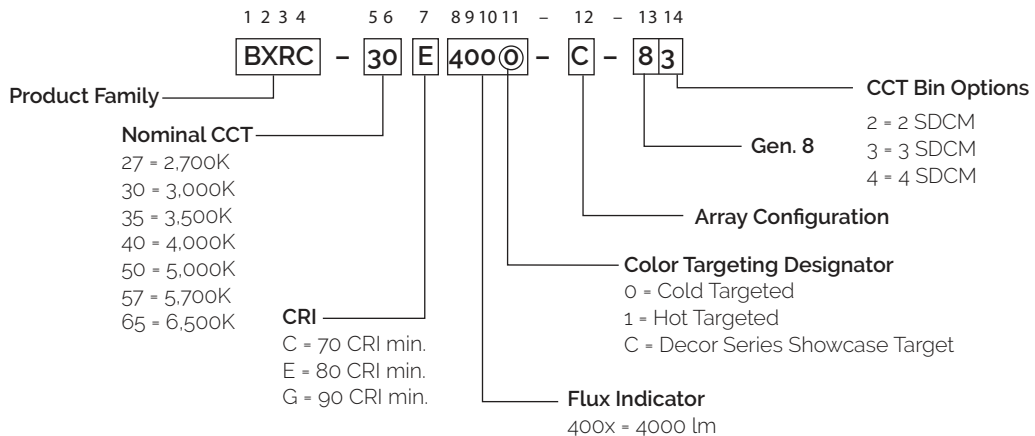 1 2 3 4 5 6 7 8 9 10 11 – 12 – 13 14
BXRC – 30 E 4000 – C – 8 3
Product Family
Nominal CCT
27 = 2,700K
30 = 3,000K
35 = 3,500K
40 = 4,000K
50 = 5,000K
57 = 5,700K
65 = 6,500K
CRI
C = 70 CRI min.
E = 80 CRI min.
G = 90 CRI min.
CCT Bin Options
2 = 2 SDCM
3 = 3 SDCM
4 = 4 SDCM
Gen. 8
Array Configuration
Color Targeting Designator
0 = Cold Targeted
1 = Hot Targeted
C = Decor Series Showcase Target
Flux Indicator
400x = 4000 lm